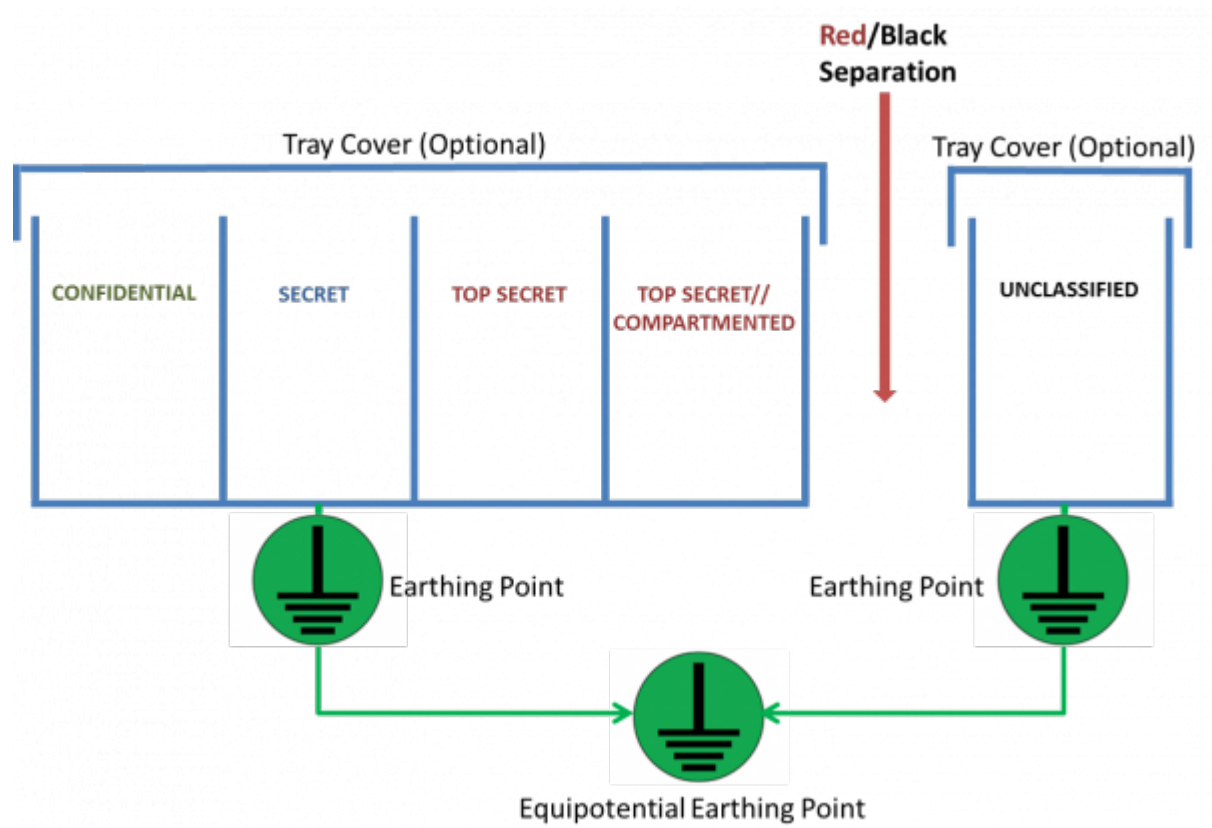 Red/Black
Separation
Tray Cover (Optional)
Tray Cover (Optional)
CONFIDENTIAL
SECRET
TOP SECRET
TOP SECRET//
COMPARTMENTED
UNCLASSIFIED
Earthing Point
Earthing Point
Equipotential Earthing Point